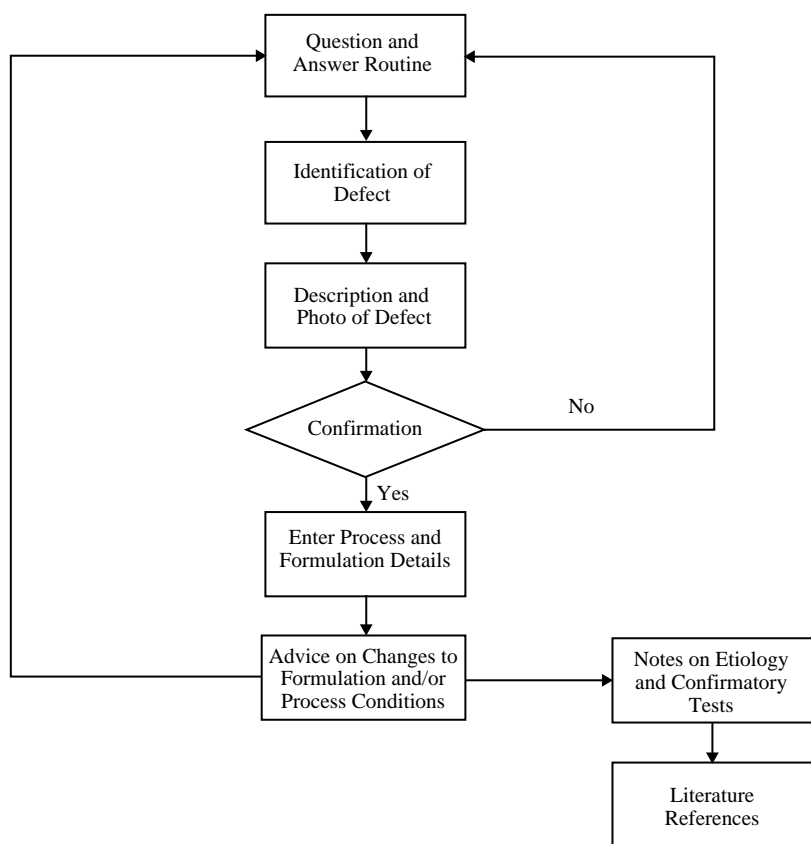 Question and
Answer Routine
Identification of
Defect
Description and
Photo of Defect
Confirmation
No
Yes
Enter Process and
Formulation Details
Advice on Changes to
Formulation and/or
Process Conditions
Notes on Etiology
and Confirmatory
Tests
Literature
References